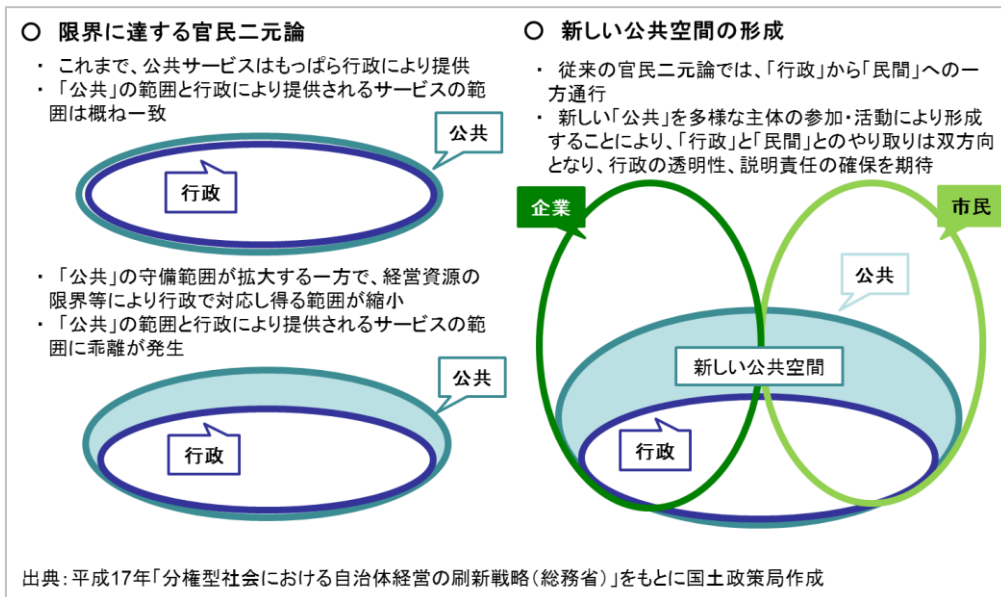 ○ 限界に達する官民二元論
・ これまで、公共サービスはもっぱら行政により提供
・ 「公共」の範囲と行政により提供されるサービスの範
囲は概ね一致
公共
行政
・ 「公共」の守備範囲が拡大する一方で、経営資源の
限界等により行政で対応し得る範囲が縮小
・ 「公共」の範囲と行政により提供されるサービスの範
囲に乖離が発生
公共
行政
○ 新しい公共空間の形成
・ 従来の官民二元論では、「行政」から「民間」への一
方通行
・ 新しい「公共」を多様な主体の参加・活動により形成
することにより、「行政」と「民間」とのやり取りは双方向
となり、行政の透明性、説明責任の確保を期待
企業
市民
公共
新しい公共空間
行政
出典:平成17年「分権型社会における自治体経営の刷新戦略(総務省)」をもとに国土政策局作成